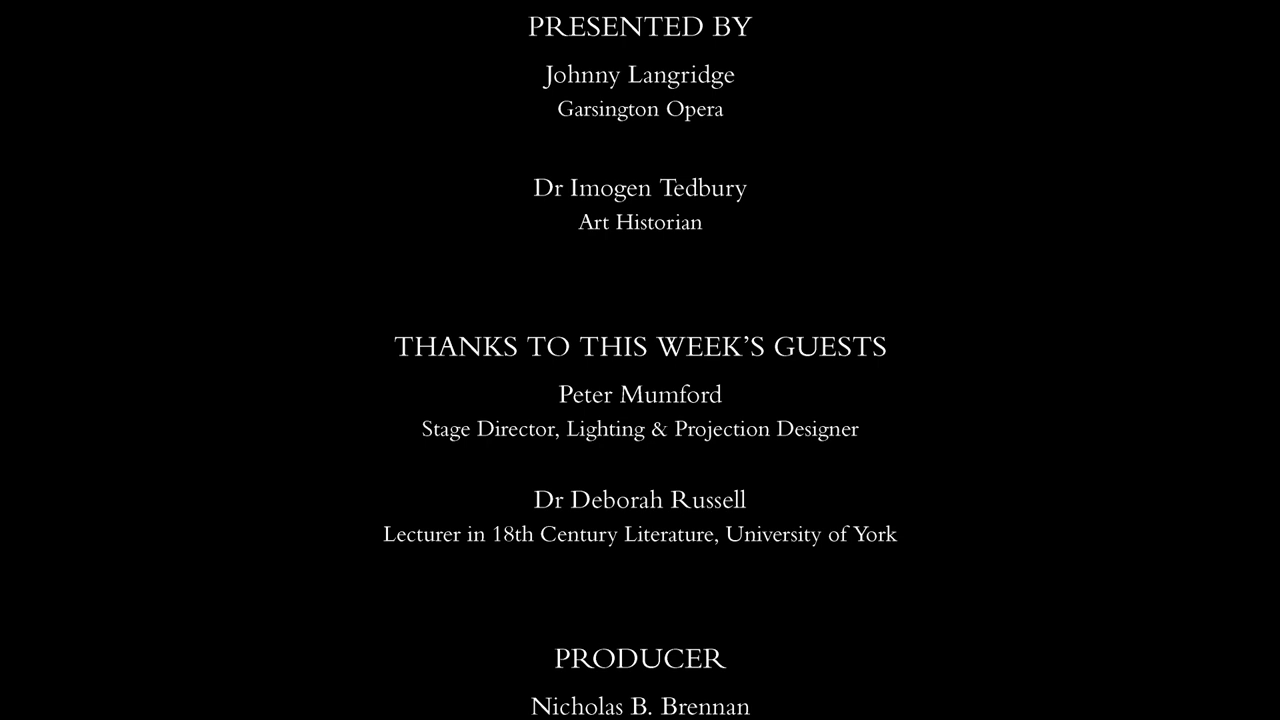 PRESENTED BY
Johnny Langridge
Garsington Opera
Dr Imogen Tedbury
Art Historian
THANKS TO THIS WEEK’S GUESTS
Peter Mumford
Stage Director, Lighting & Projection Designer
Dr Deborah Russell
Lecturer in 18th Century Literature, University of York
PRODUCER
Nicholas B. Brennan